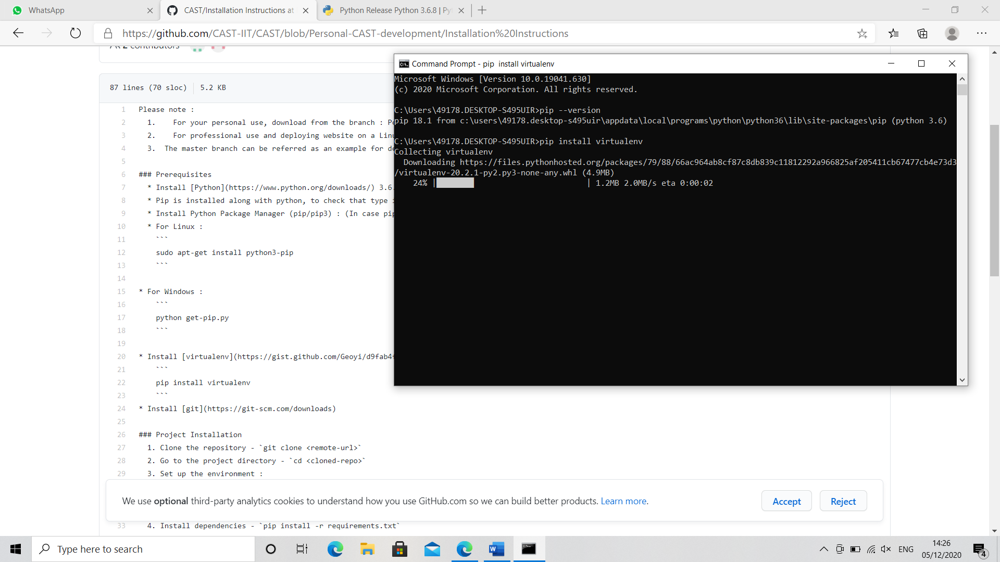 WhatsApp
CAST/Installation Instructions at
Python Release Python 3.6.8 | Py
https://github.com/CAST-IIT/CAST/blob/Personal-CAST-development/Installation%20Instructions
2 contributors
87 lines (70 sloc) 5.2 KB
1 Please note :
2 1. For your personal use, download from the branch : Pe
3 2. For professional use and deploying website on a Linu
4 3. The master branch can be referred as an example for de
5
6 ### Prerequisites
7 * Install [Python](https://www.python.org/downloads/) 3.6.
8 * Pip is installed along with python, to check that type i
9 * Install Python Package Manager (pip/pip3) : (In case pip
10 * For Linux :
11 ```
12 sudo apt-get install python3-pip
13 ```
14
15 * For Windows :
16 ```
17 python get-pip.py
18 ```
19
20 * Install [virtualenv](https://gist.github.com/Geoyi/d9fab4f
21 ```
22 pip install virtualenv
23 ```
24 * Install [git](https://git-scm.com/downloads)
25
26 ### Project Installation
27 1. Clone the repository - `git clone <remote-url>`
28 2. Go to the project directory - `cd <cloned-repo>`
29 3. Set up the environment :
33 4. Install dependencies - `pip install -r requirements.txt`
Command Prompt - pip install virtualenv
Microsoft Windows [Version 10.0.19041.630]
(c) 2020 Microsoft Corporation. All rights reserved.
C:\Users\49178.DESKTOP-S495UIR>pip --version
pip 18.1 from c:\users\49178.desktop-s495uir\appdata\local\programs\python\python36\lib\site-packages\pip (python 3.6)
C:\Users\49178.DESKTOP-S495UIR>pip install virtualenv
Collecting virtualenv
Downloading https://files.pythonhosted.org/packages/79/88/66ac964ab8cf87c8db839c11812292a966825af205411cb67477cb4e73d3
/virtualenv-20.2.1-py2.py3-none-any.whl (4.9MB)
24% | | 1.2MB 2.0MB/s eta 0:00:02
We use optional third-party analytics cookies to understand how you use GitHub.com so we can build better products. Learn more.
Accept
Reject
Type here to search
ENG
14:26
05/12/2020
4